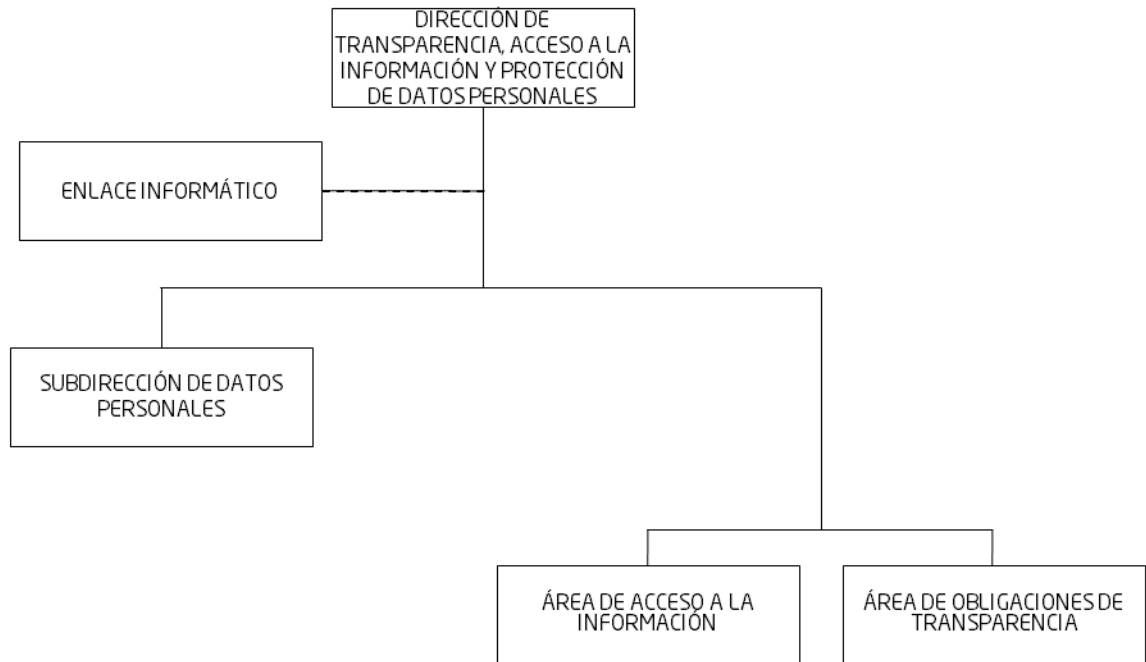 DIRECCIÓN DE
TRANSPARENCIA, ACCESO A LA
INFORMACIÓN Y PROTECCIÓN
DE DATOS PERSONALES
ENLACE INFORMÁTICO
SUBDIRECCIÓN DE DATOS
PERSONALES
ÁREA DE ACCESO A LA
INFORMACIÓN
ÁREA DE OBLIGACIONES DE
TRANSPARENCIA